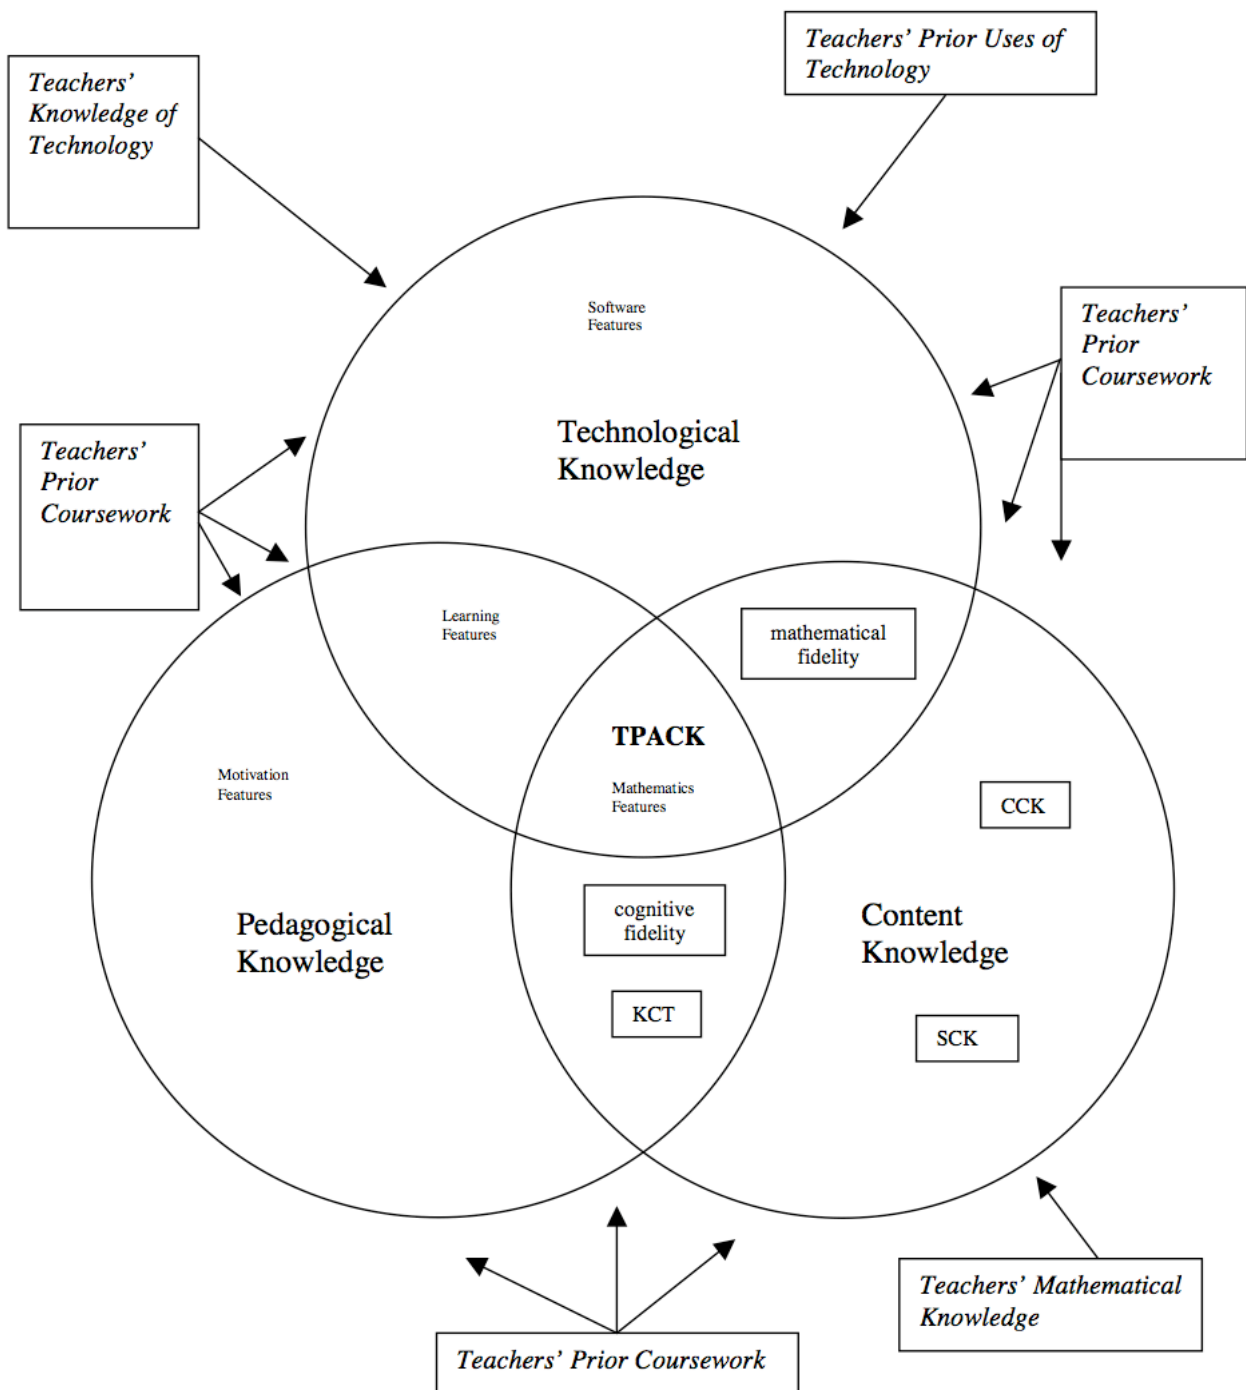 Teachers' Prior Uses of
Technology
Teachers'
Knowledge of
Technology
Software
Features
Teachers'
Prior
Coursework
Technological
Knowledge
Teachers'
Prior
Coursework
Learning
Features
mathematical
fidelity
TPACK
Motivation
Features
Mathematics
Features
CCK
cognitive
fidelity
Pedagogical
Knowledge
Content
Knowledge
KCT
SCK
Teachers' Mathematical
Knowledge
Teachers' Prior Coursework